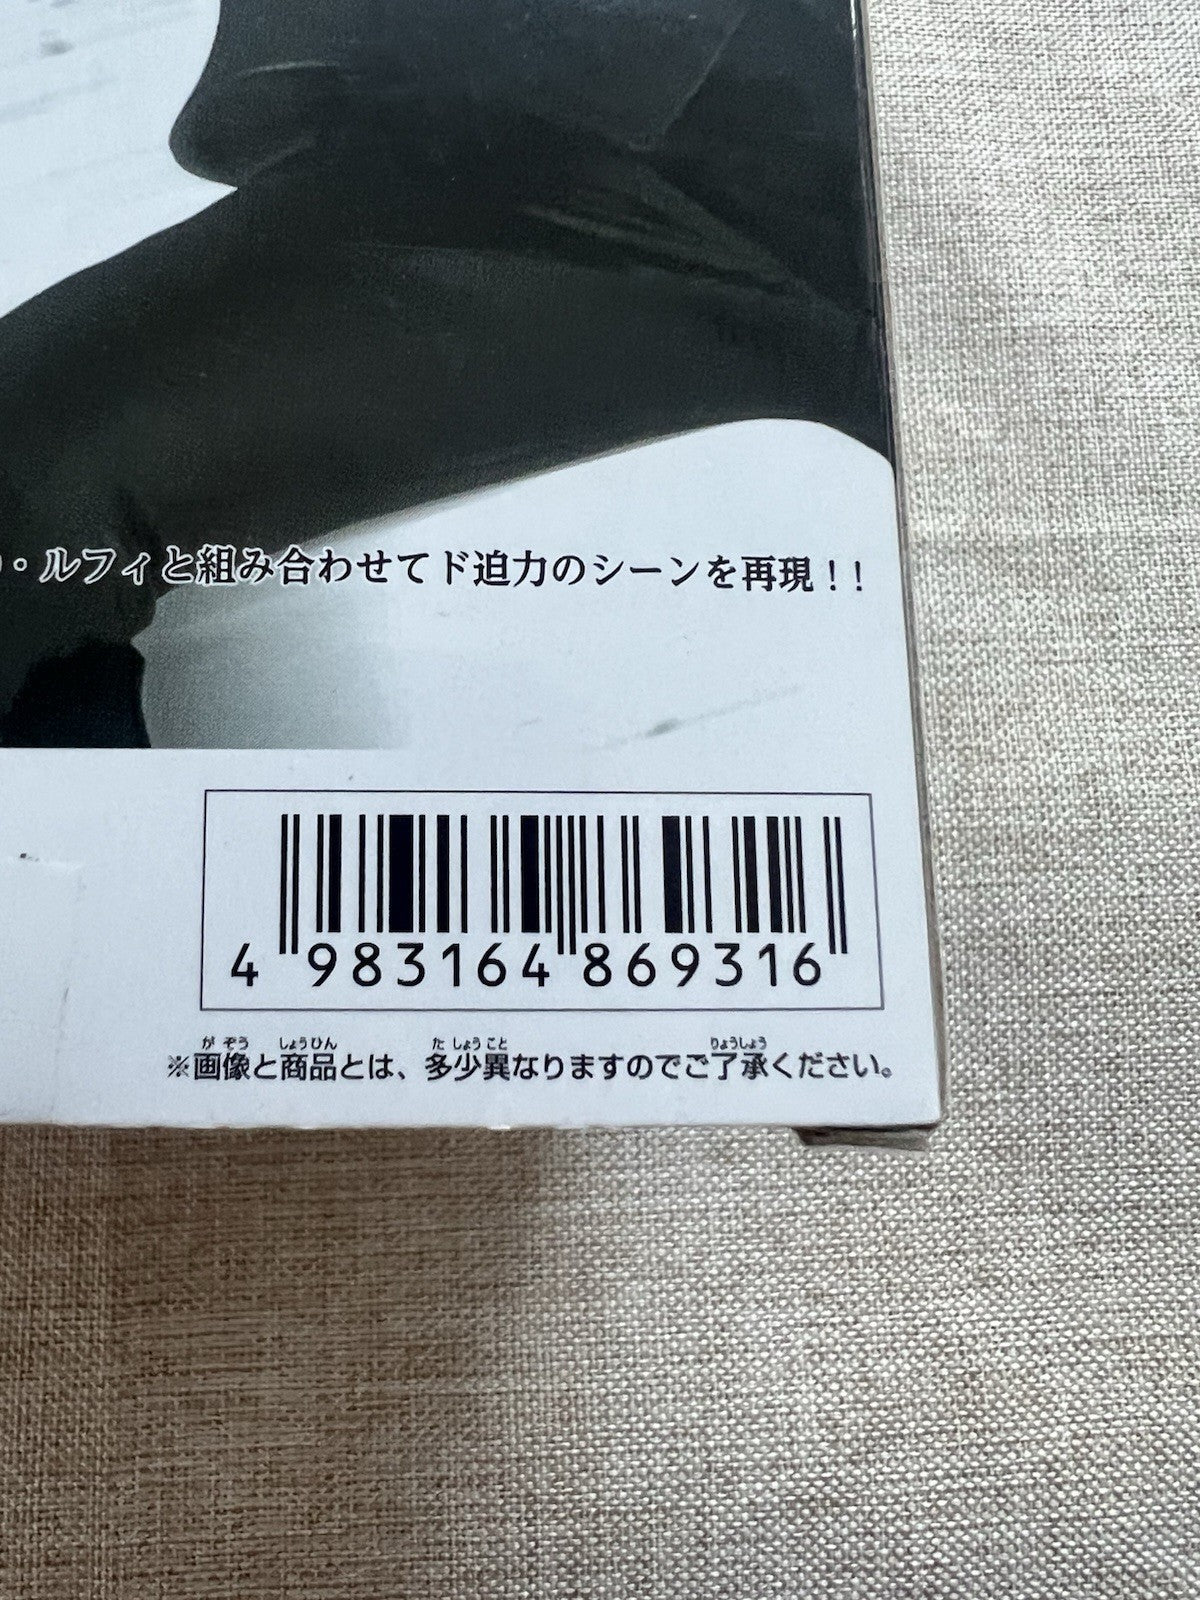 ・ルフィと組み合わせてド迫力のシーンを再現!!
4 983164 869316
が ぞう しょうひん た しょう こと りょうしょう
※画像と商品とは、多少異なりますのでご了承ください。